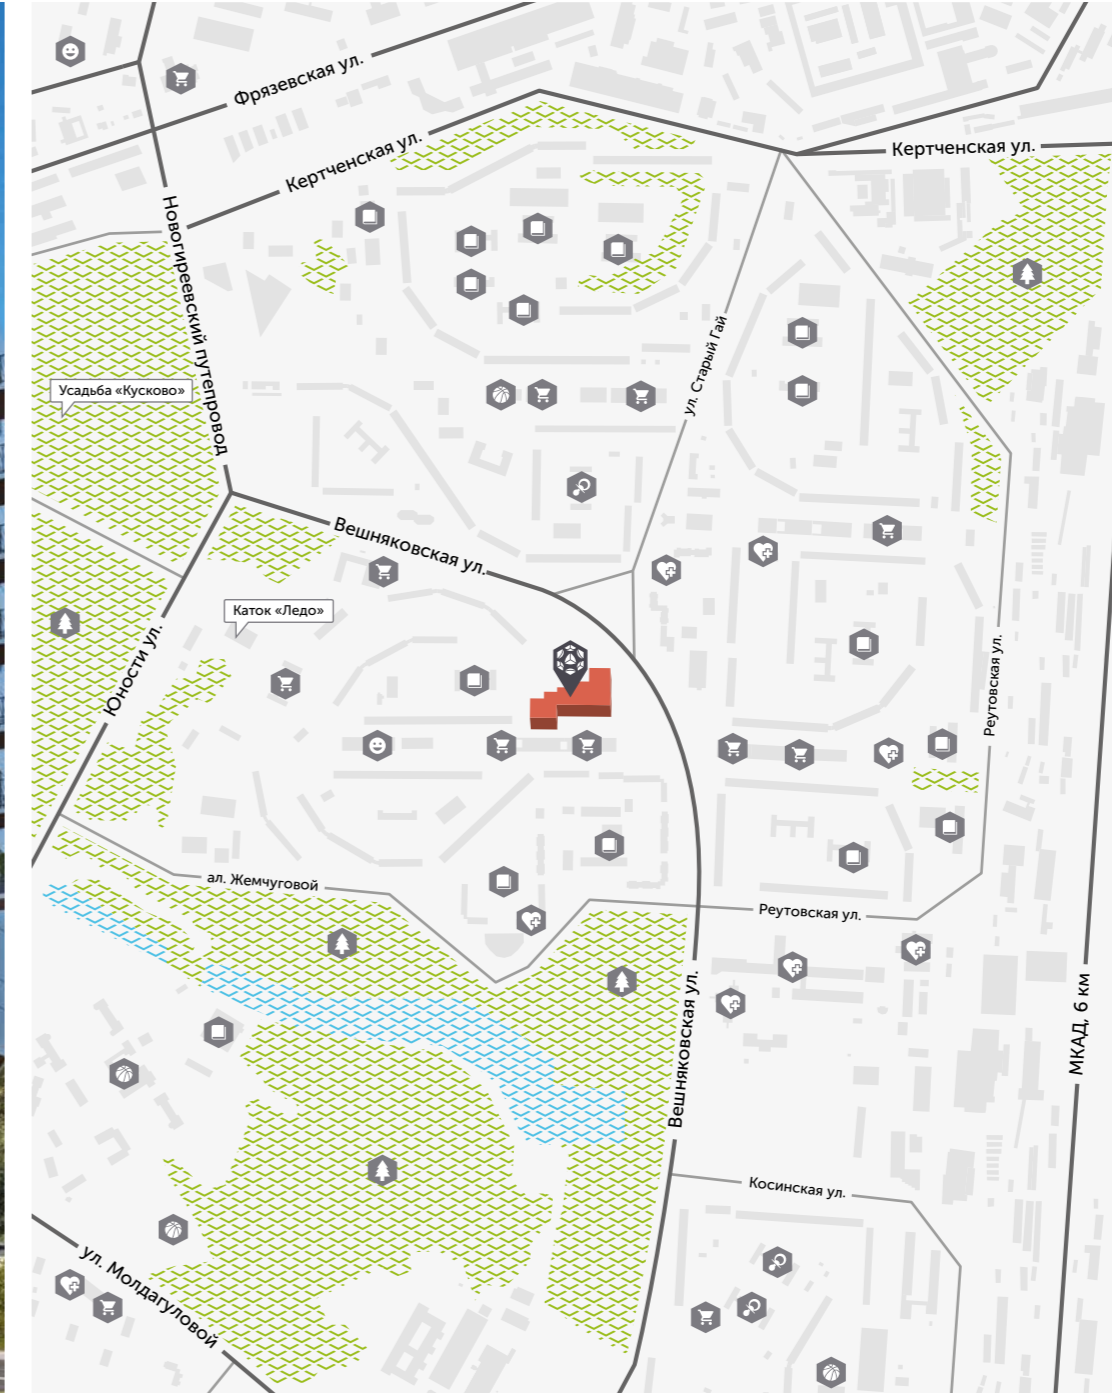 Фрязевская ул.
Кертченская ул.
Кертченская ул.
Новогиреевский путепровод
ул. Старый Гай
Усадьба «Кусково»
Вешняковская ул.
Каток «Ледо»
Юности ул.
Реутовская ул.
ал. Жемчуговой
Реутовская ул.
Вешняковская ул.
МКАД, 6 км
Косинская ул.
ул. Молдагуловой